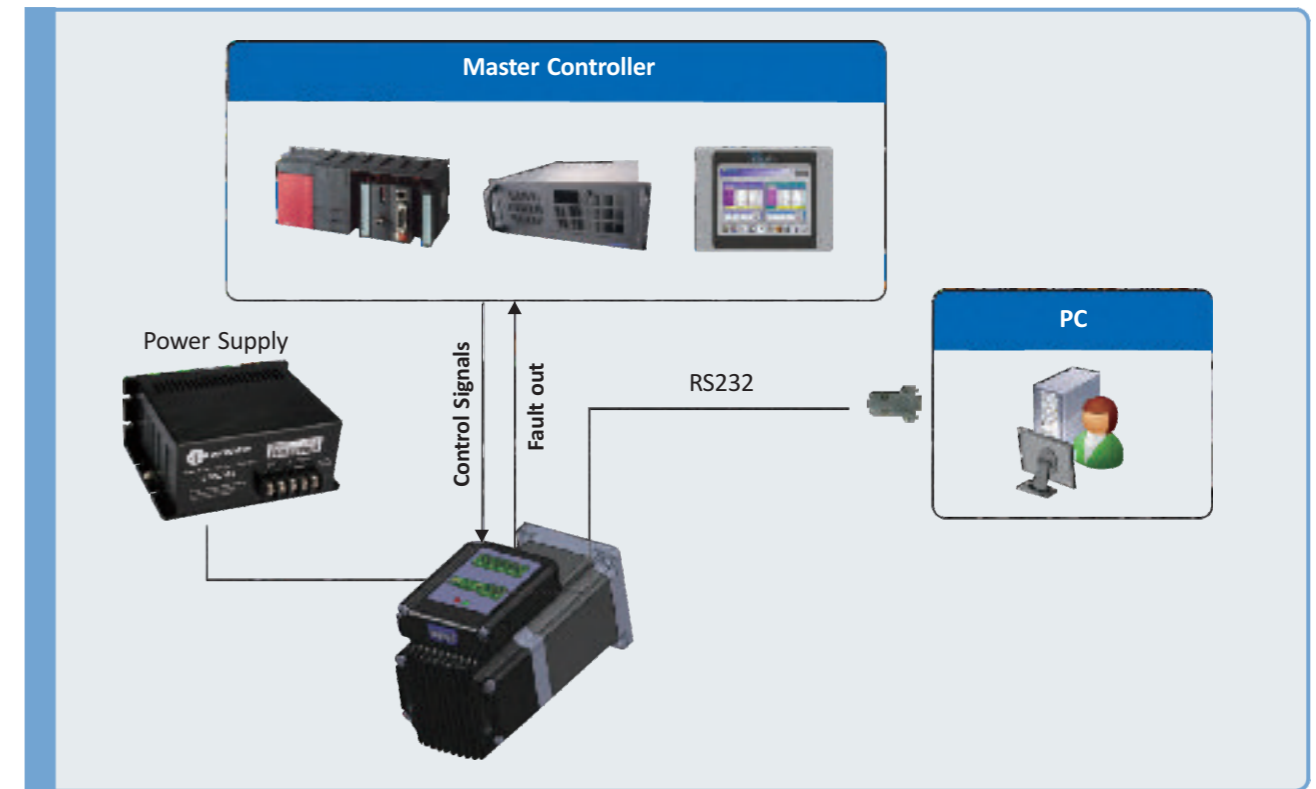 Master Controller
Power Supply
Control Signals
Fault out
RS232
PC